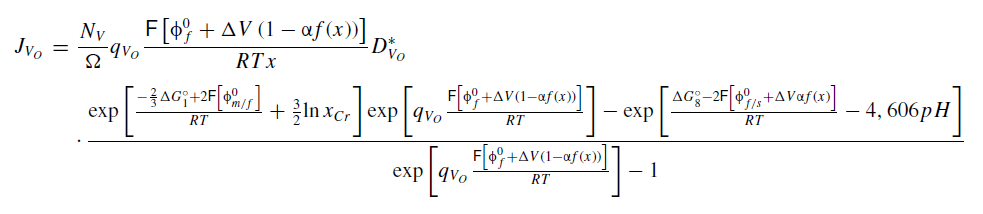 J_{V_O} = \frac{N_V}{\Omega} q_{V_O} \frac{F[\phi_f^0 + \Delta V (1 - \alpha f(x))]}{RTx} D_{V_O}^*
\cdot \frac{\exp\left[\frac{-\frac{2}{3}\Delta G_1^\circ + 2F[\phi_{m/f}^0]}{RT} + \frac{3}{2} \ln x_{Cr}\right] \exp\left[q_{V_O} \frac{F[\phi_f^0 + \Delta V(1 - \alpha f(x))]}{RT}\right] - \exp\left[\frac{\Delta G_8^\circ - 2F[\phi_{f/s}^0 + \Delta V \alpha f(x)]}{RT} - 4,606pH\right]}{\exp\left[q_{V_O} \frac{F[\phi_f^0 + \Delta V(1 - \alpha f(x))]}{RT}\right] - 1}